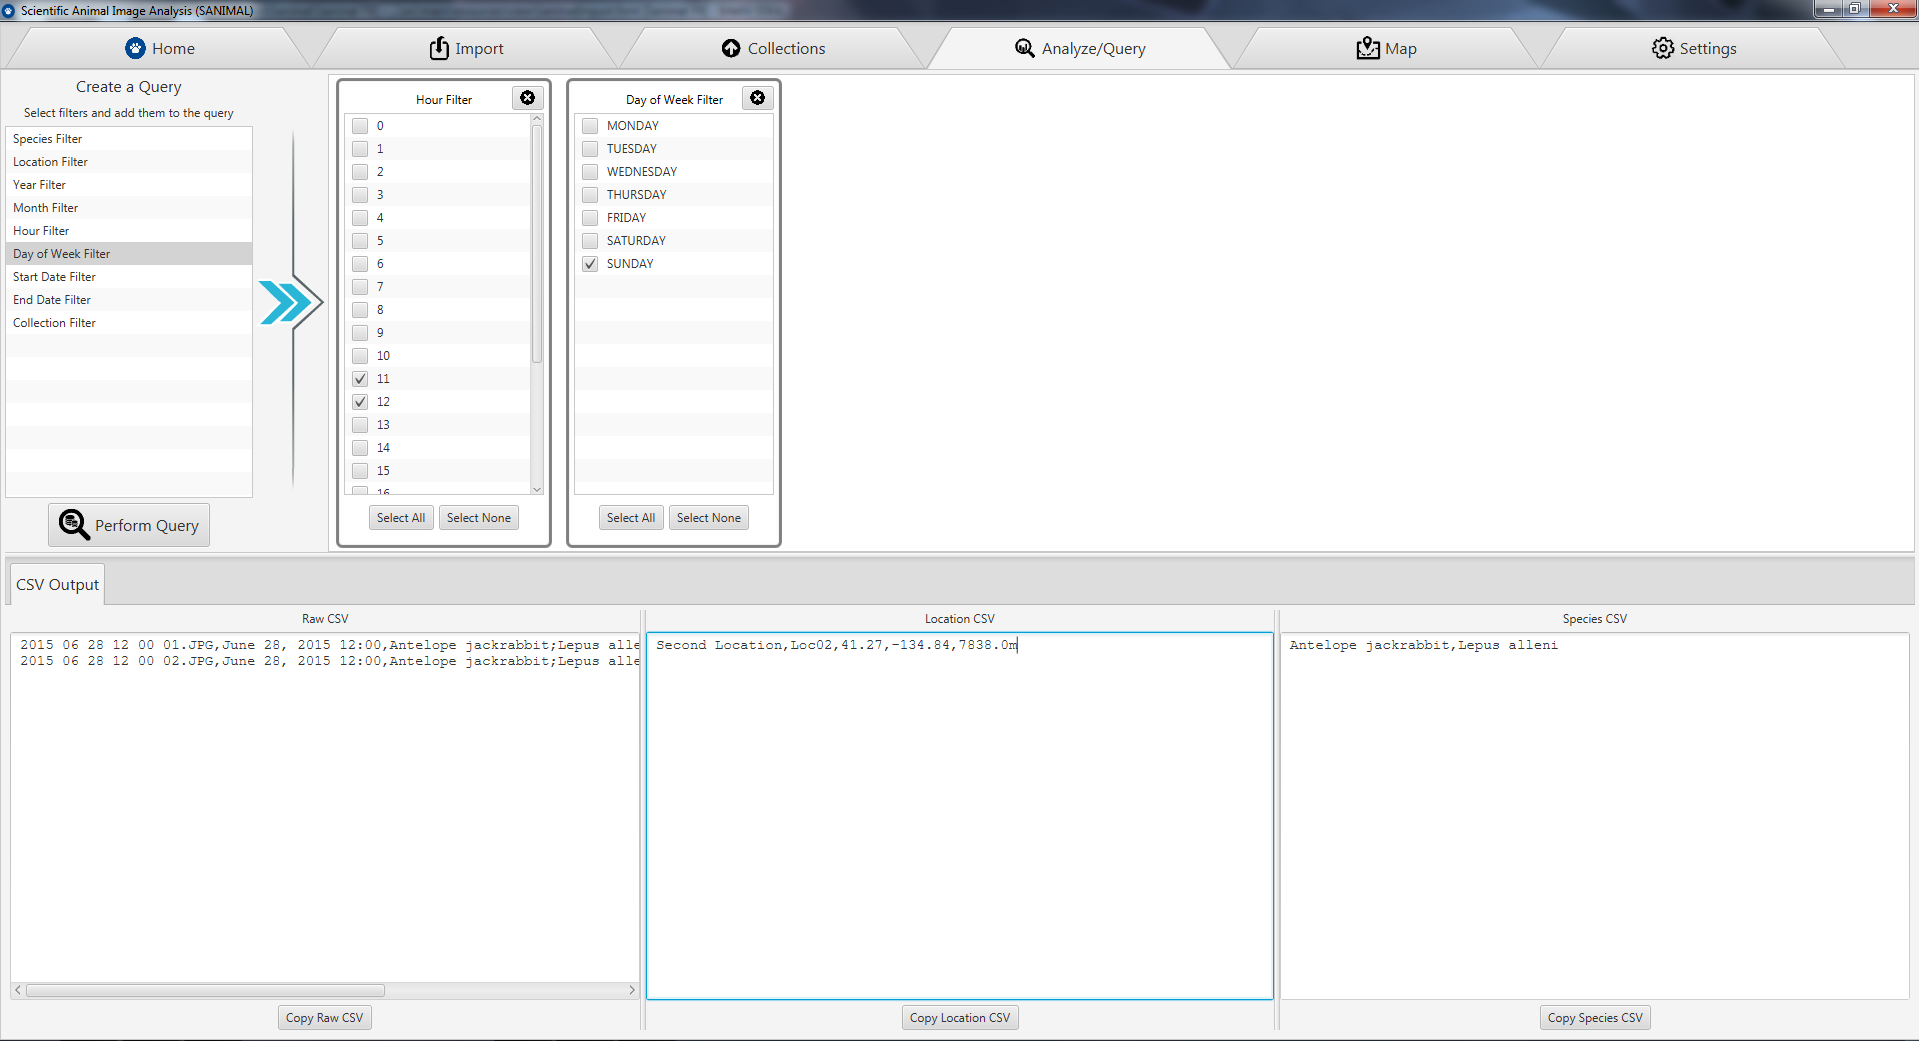 Scientific Animal Image Analysis (SANIMAL)
Home
Import
Collections
Analyze/Query
Map
Settings
Create a Query
Select filters and add them to the query
Species Filter
Location Filter
Year Filter
Month Filter
Hour Filter
Day of Week Filter
Start Date Filter
End Date Filter
Collection Filter
Perform Query
Hour Filter
0
1
2
3
4
5
6
7
8
9
10
11
12
13
14
15
16
Select All
Select None
Day of Week Filter
MONDAY
TUESDAY
WEDNESDAY
THURSDAY
FRIDAY
SATURDAY
SUNDAY
Select All
Select None
CSV Output
Raw CSV
2015 06 28 12 00 01.JPG,June 28, 2015 12:00,Antelope jackrabbit;Lepus alle
2015 06 28 12 00 02.JPG,June 28, 2015 12:00,Antelope jackrabbit;Lepus alle
Copy Raw CSV
Location CSV
Second Location,Loc02,41.27,-134.84,7838.0m
Copy Location CSV
Species CSV
Antelope jackrabbit,Lepus alleni
Copy Species CSV